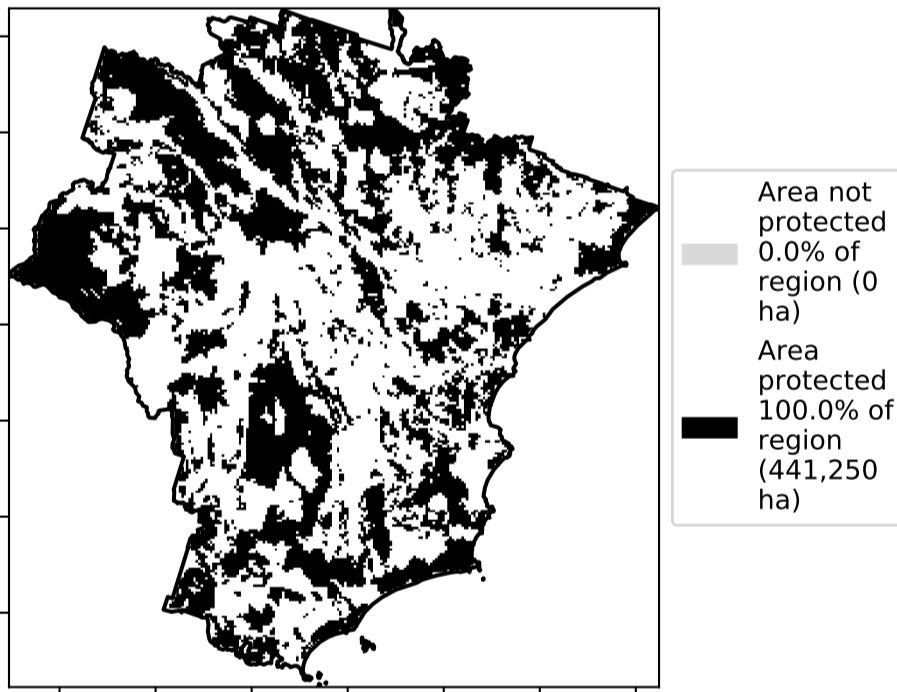 Area not
protected
0.0% of
region (0
ha)
Area
protected
100.0% of
region
(441,250
ha)